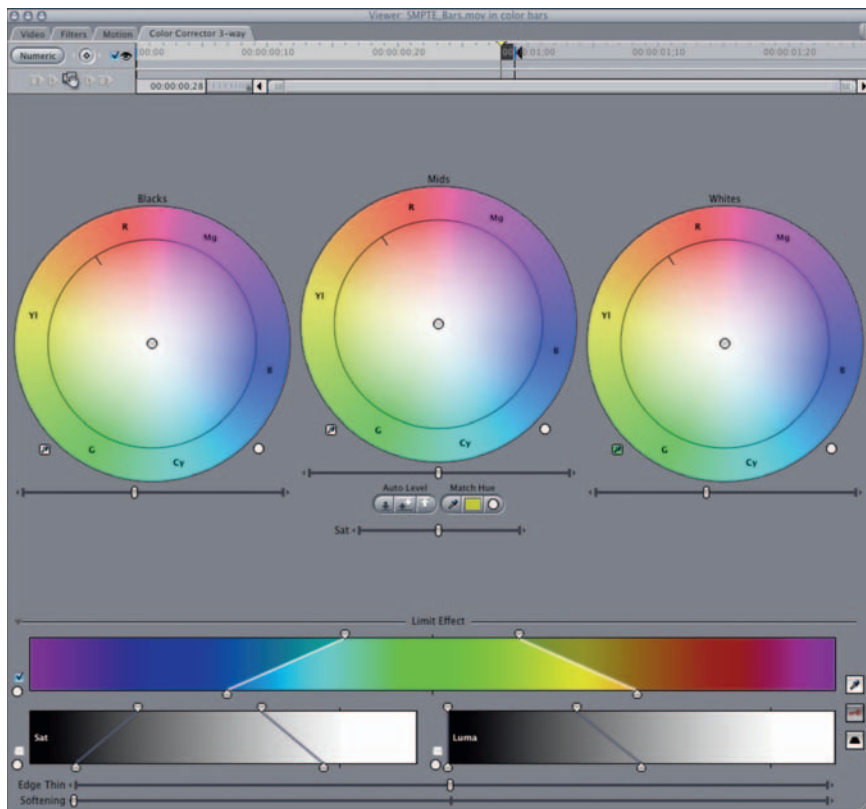 Viewer: SMPTE_Bars.mov in color bars
Video Filters Motion Color Corrector 3-way
Numeric
00:00 00:00:00;10 00:00:00;20 00 0:01;00 00:00:01;10 00:00:01;20
00:00:00;28
Blacks
Mids
Whites
R Mg Yl B G Cy
R Mg Yl B G Cy
R Mg Yl B G Cy
Auto Level Match Hue
Sat
Limit Effect
Sat
Luma
Edge Thin
Softening